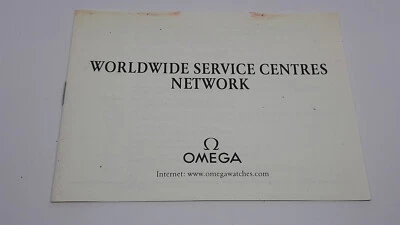 WORLDWIDE SERVICE CENTRES
NETWORK
Ω
OMEGA
Internet: www.omegawatches.com